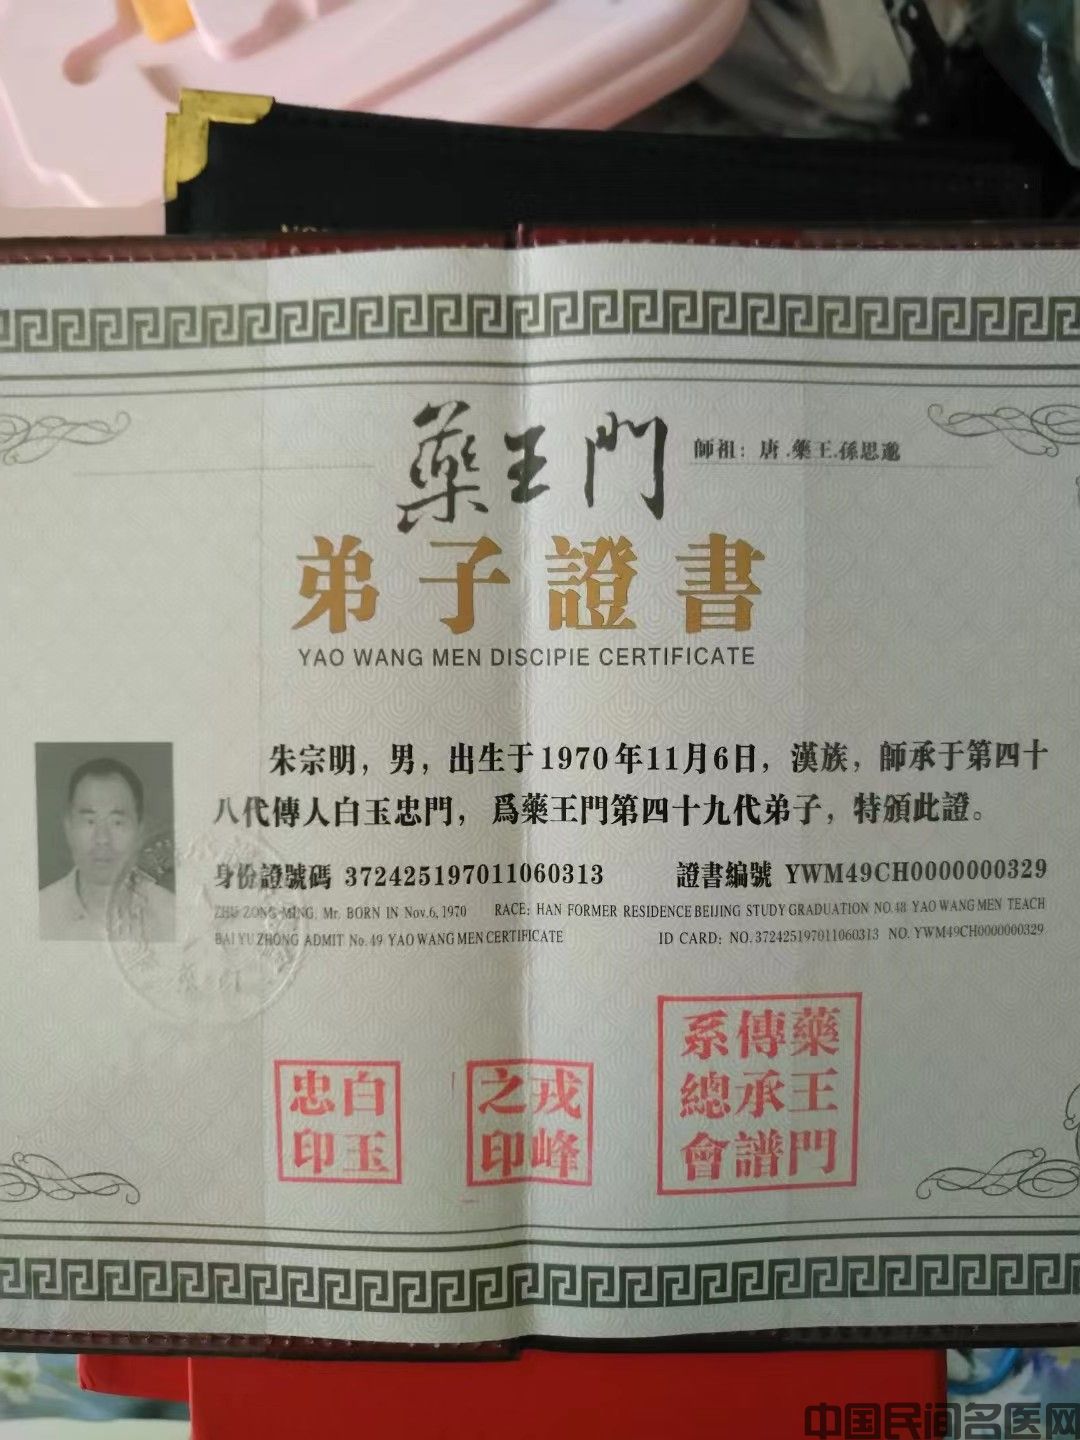 藥王門
師祖：唐.藥王.孫思邈
弟子證書
YAO WANG MEN DISCIPIE CERTIFICATE
朱宗明，男，出生于1970年11月6日，漢族，師承于第四十
八代傳人白玉忠門，爲藥王門第四十九代弟子，特頒此證。
身份證號碼 372425197011060313 證書編號 YWM49CH0000000329
ZHU ZONG MING. Mr. BORN IN Nov.6, 1970 RACE: HAN FORMER RESIDENCE BEIJING STUDY GRADUATION NO.48 YAO WANG MEN TEACH
BAI YU ZHONG ADMIT No. 49 YAO WANG MEN CERTIFICATE ID CARD: NO. 372425197011060313 NO. YWM49CH0000000329
白玉忠印
戎峰之印
藥王門傳承譜系總會
中国民间名医网